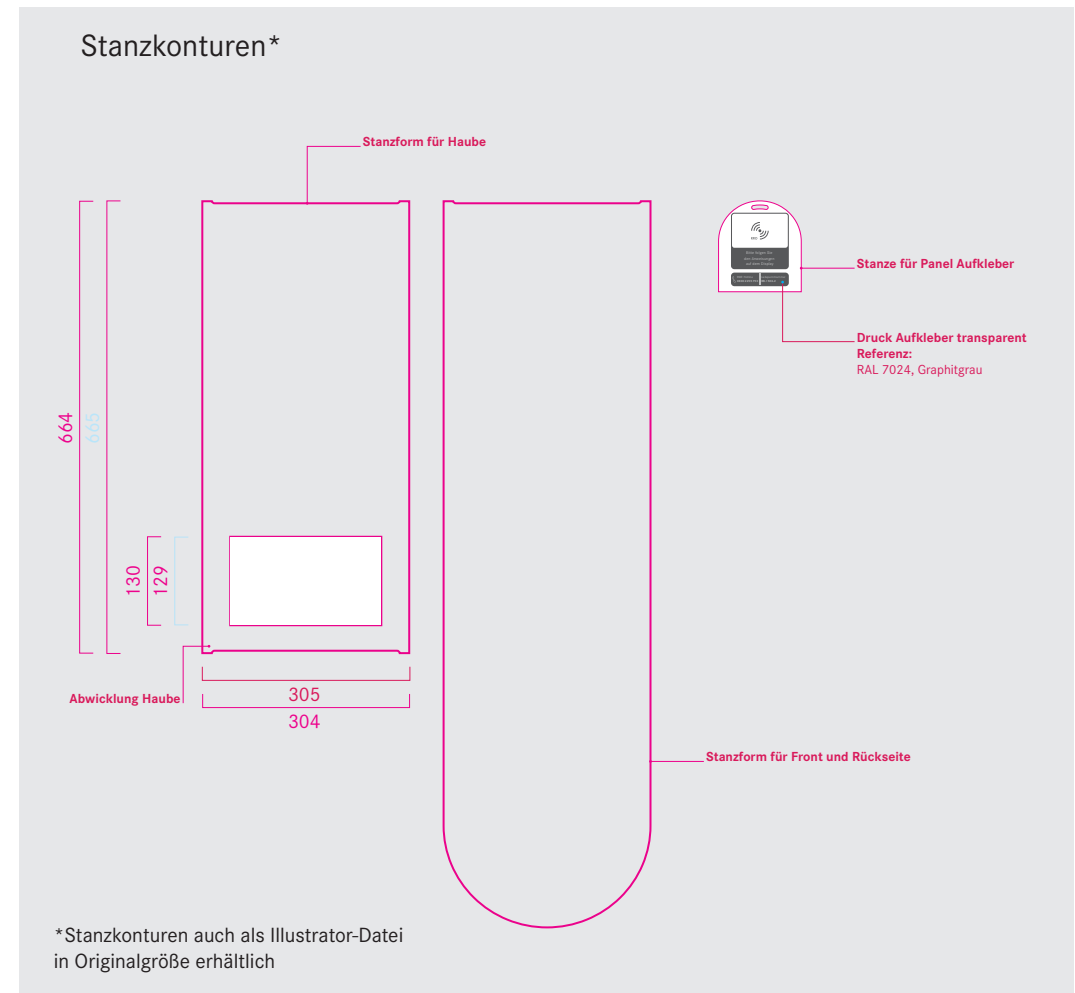 Stanzkonturen*
Stanzform für Haube
Stanze für Panel Aufkleber
Druck Aufkleber transparent
Referenz:
RAL 7024, Graphitgrau
664
665
130
129
305
304
Abwicklung Haube
Stanzform für Front und Rückseite
*Stanzkonturen auch als Illustrator-Datei
in Originalgröße erhältlich